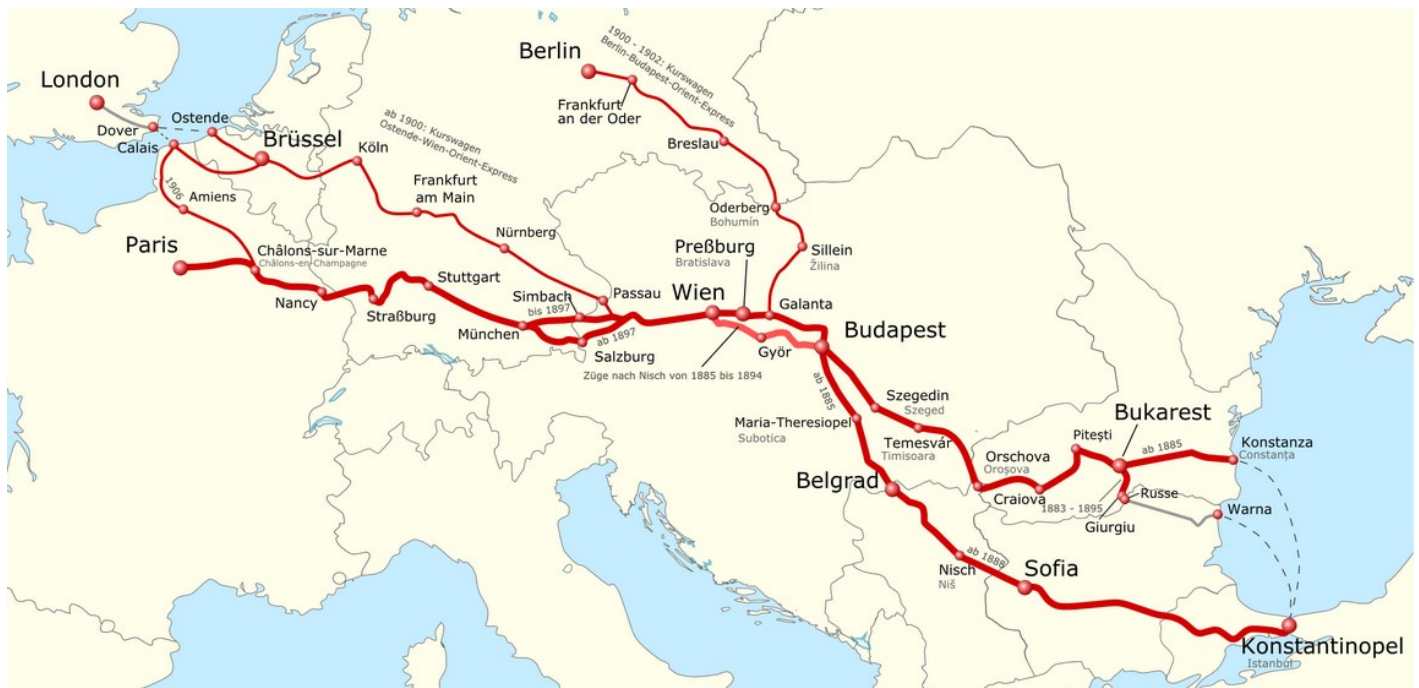 London
Dover
Calais
Ostende
Brüssel
Köln
ab 1900: Kurswagen
Ostende-Wien-Orient-Express
Frankfurt
am Main
Nürnberg
Passau
1906
Amiens
Paris
Châlons-sur-Marne
Châlons-en-Champagne
Nancy
Straßburg
Stuttgart
München
Simbach
bis 1897
ab 1897
Salzburg
Berlin
1900 - 1902: Kurswagen
Berlin-Budapest-Orient-Express
Frankfurt
an der Oder
Breslau
Oderberg
Bohumín
Sillein
Žilina
Preßburg
Bratislava
Wien
Galanta
Györ
Züge nach Nisch von 1885 bis 1894
Budapest
ab 1885
Maria-Theresiopel
Subotica
Szegedin
Szeged
Temesvár
Timisoara
Belgrad
Orschova
Oroșova
Craiova
Pitești
Bukarest
ab 1885
Konstanza
Constanța
1883 - 1895
Russe
Giurgiu
Warna
Nisch
Niš
ab 1888
Sofia
Konstantinopel
Istanbul